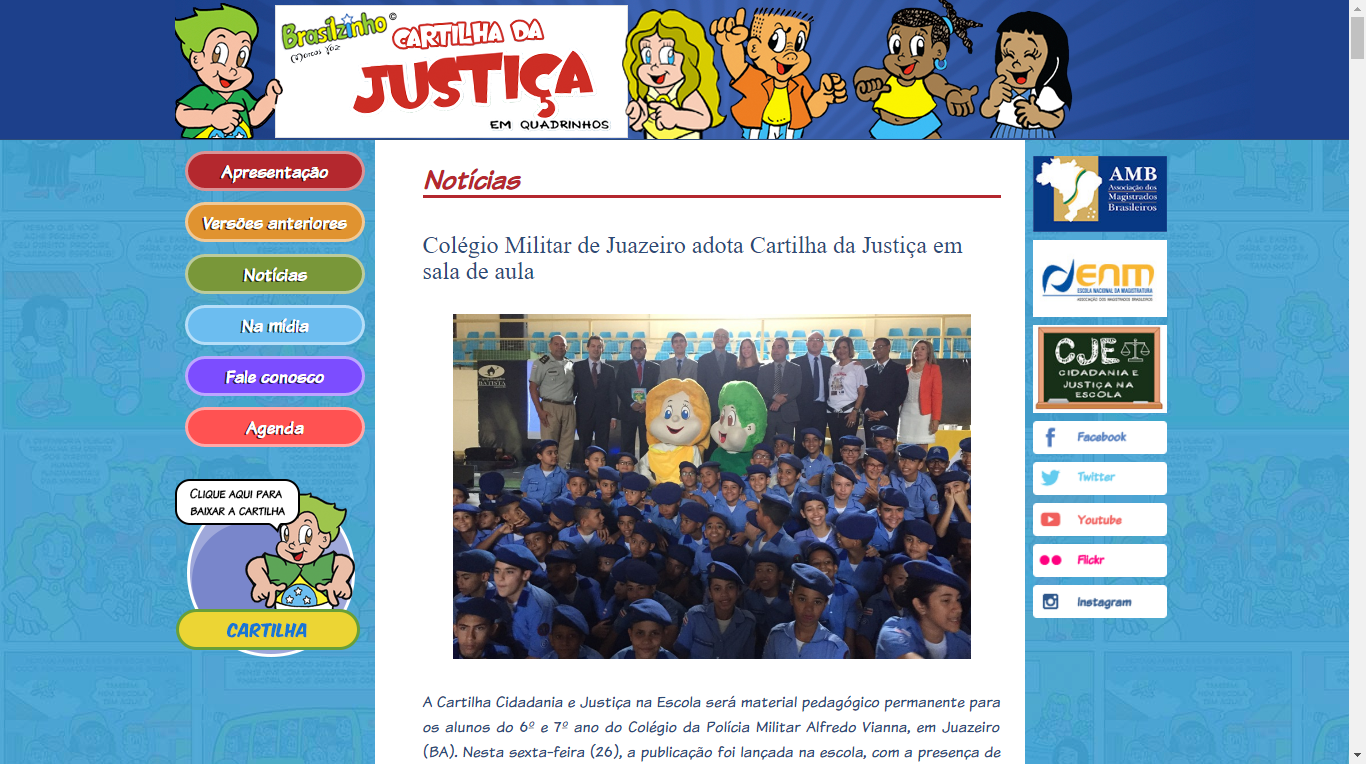 Brasilzinho©
Marcos Vaz
CARTILHA DA
JUSTIÇA
EM QUADRINHOS
Apresentação
Versões anteriores
Notícias
Na mídia
Fale conosco
Agenda
CLIQUE AQUI PARA
BAIXAR A CARTILHA
CARTILHA
Notícias
Colégio Militar de Juazeiro adota Cartilha da Justiça em
sala de aula
BATISTA
A Cartilha Cidadania e Justiça na Escola será material pedagógico permanente para
os alunos do 6º e 7º ano do Colégio da Polícia Militar Alfredo Vianna, em Juazeiro
(BA). Nesta sexta-feira (26), a publicação foi lançada na escola, com a presença de
AMB
Associação dos
Magistrados
Brasileiros
ENM
ESCOLA NACIONAL DA MAGISTRATURA
ASSOCIAÇÃO DOS MAGISTRADOS BRASILEIROS
CJE
CIDADANIA E
JUSTIÇA NA
ESCOLA
Facebook
Twitter
Youtube
Flickr
Instagram